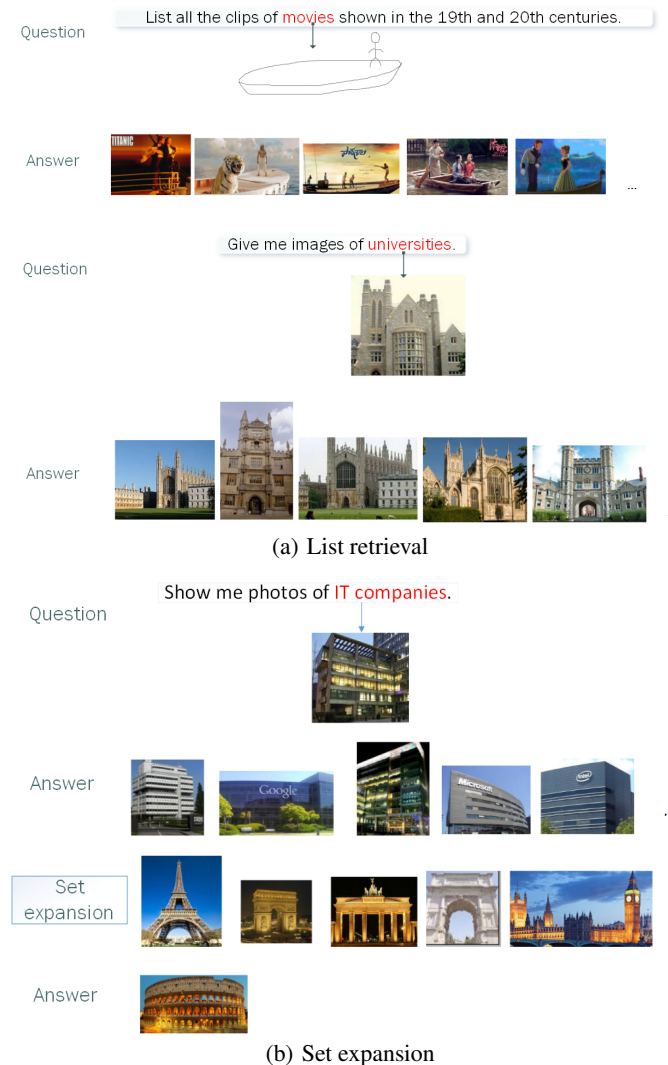 List all the clips of movies shown in the 19th and 20th centuries.
Question
Answer
TITANIC
...
Give me images of universities.
Question
Answer
(a) List retrieval
Show me photos of IT companies.
Question
Answer
Google
Microsoft
intel
.
Set
expansion
Answer
(b) Set expansion